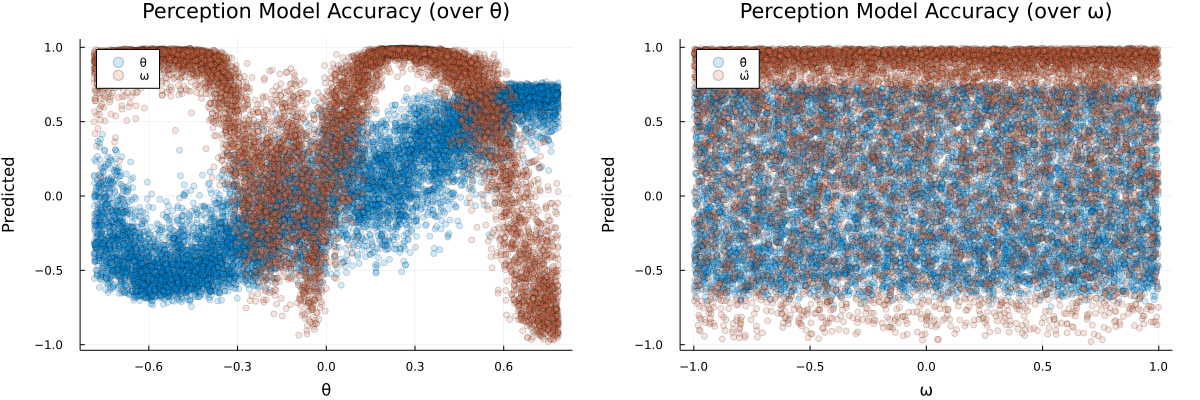 Perception Model Accuracy (over θ)
Predicted
1.0
0.5
0.0
−0.5
−1.0
θ
ω
−0.6
−0.3
0.0
0.3
0.6
θ
Perception Model Accuracy (over ω)
Predicted
1.0
0.5
0.0
−0.5
−1.0
θ
ω̂
−1.0
−0.5
0.0
0.5
1.0
ω